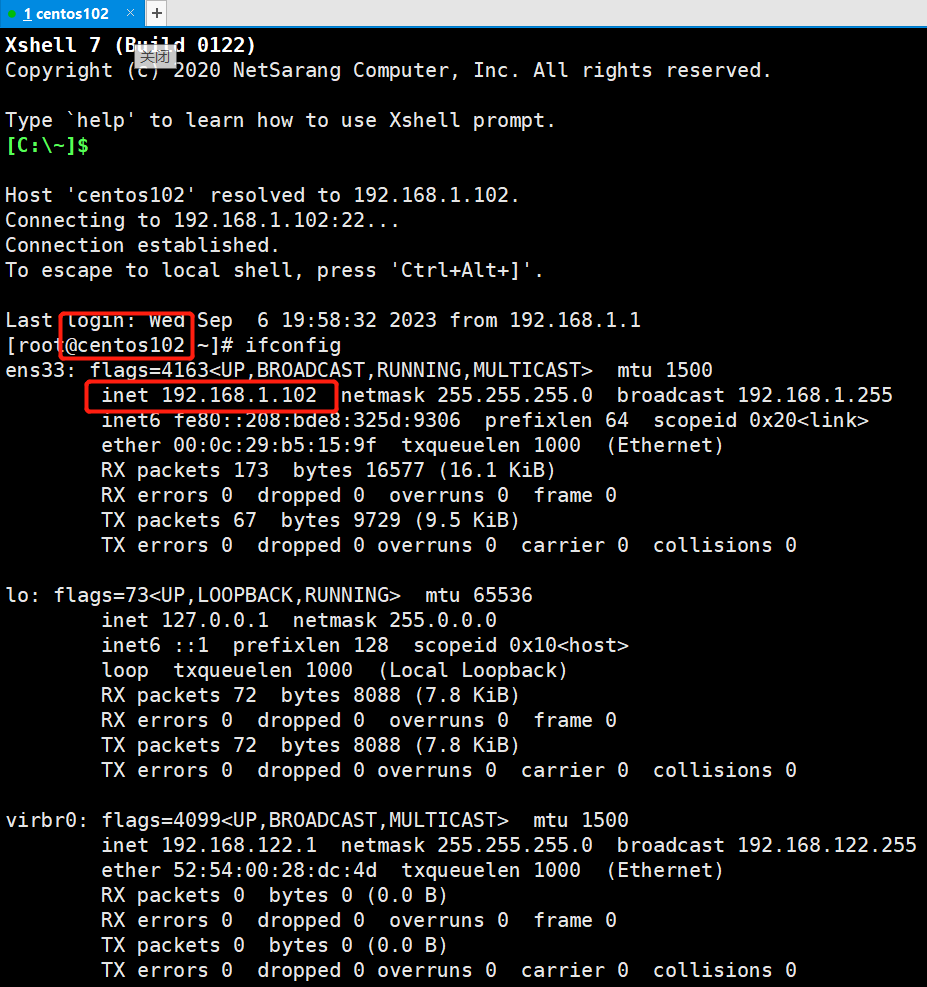 1 centos102 × +
Xshell 7 (Build 0122)
关闭
Copyright (c) 2020 NetSarang Computer, Inc. All rights reserved.
Type `help' to learn how to use Xshell prompt.
[C:\~]$
Host 'centos102' resolved to 192.168.1.102.
Connecting to 192.168.1.102:22...
Connection established.
To escape to local shell, press 'Ctrl+Alt+]'.
Last login: Wed Sep  6 19:58:32 2023 from 192.168.1.1
[root@centos102 ~]# ifconfig
ens33: flags=4163<UP,BROADCAST,RUNNING,MULTICAST>  mtu 1500
        inet 192.168.1.102  netmask 255.255.255.0  broadcast 192.168.1.255
        inet6 fe80::208:bde8:325d:9306  prefixlen 64  scopeid 0x20<link>
        ether 00:0c:29:b5:15:9f  txqueuelen 1000  (Ethernet)
        RX packets 173  bytes 16577 (16.1 KiB)
        RX errors 0  dropped 0  overruns 0  frame 0
        TX packets 67  bytes 9729 (9.5 KiB)
        TX errors 0  dropped 0 overruns 0  carrier 0  collisions 0
lo: flags=73<UP,LOOPBACK,RUNNING>  mtu 65536
        inet 127.0.0.1  netmask 255.0.0.0
        inet6 ::1  prefixlen 128  scopeid 0x10<host>
        loop  txqueuelen 1000  (Local Loopback)
        RX packets 72  bytes 8088 (7.8 KiB)
        RX errors 0  dropped 0  overruns 0  frame 0
        TX packets 72  bytes 8088 (7.8 KiB)
        TX errors 0  dropped 0 overruns 0  carrier 0  collisions 0
virbr0: flags=4099<UP,BROADCAST,MULTICAST>  mtu 1500
        inet 192.168.122.1  netmask 255.255.255.0  broadcast 192.168.122.255
        ether 52:54:00:28:dc:4d  txqueuelen 1000  (Ethernet)
        RX packets 0  bytes 0 (0.0 B)
        RX errors 0  dropped 0  overruns 0  frame 0
        TX packets 0  bytes 0 (0.0 B)
        TX errors 0  dropped 0 overruns 0  carrier 0  collisions 0